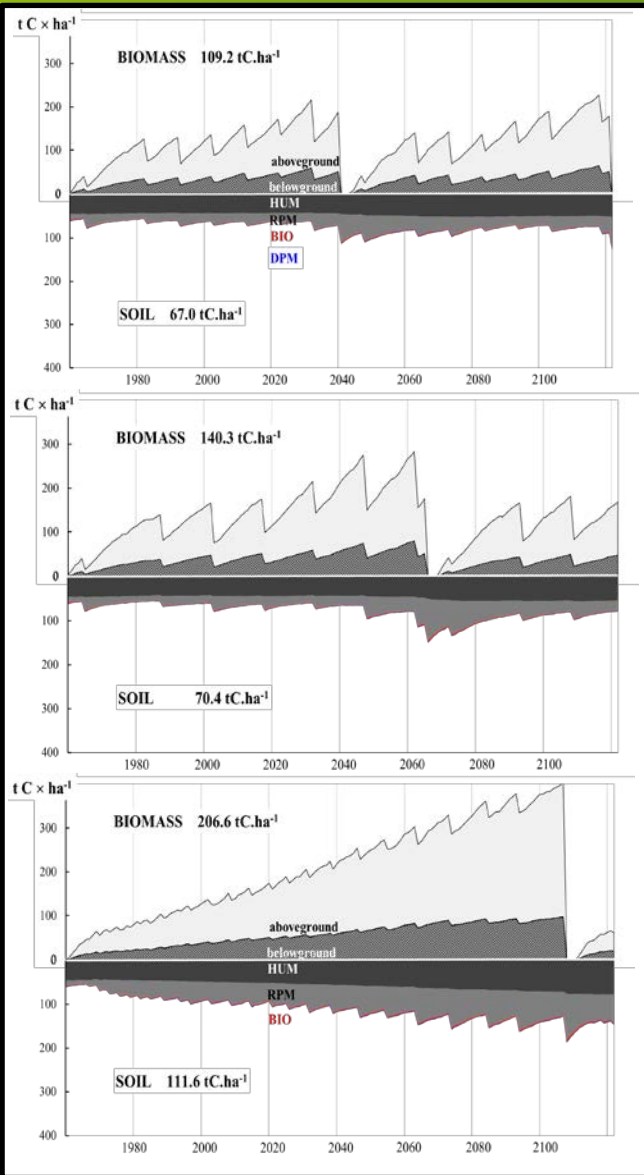 t C × ha⁻¹
BIOMASS 109.2 tC.ha⁻¹
300
200
100
0
aboveground
belowground
HUM
RPM
BIO
DPM
100
200
300
400
SOIL 67.0 tC.ha⁻¹
1980 2000 2020 2040 2060 2080 2100
t C × ha⁻¹
BIOMASS 140.3 tC.ha⁻¹
300
200
100
0
100
200
300
400
SOIL 70.4 tC.ha⁻¹
1980 2000 2020 2040 2060 2080 2100
t C × ha⁻¹
BIOMASS 206.6 tC.ha⁻¹
300
200
100
0
aboveground
belowground
HUM
RPM
BIO
100
200
300
400
SOIL 111.6 tC.ha⁻¹
1980 2000 2020 2040 2060 2080 2100